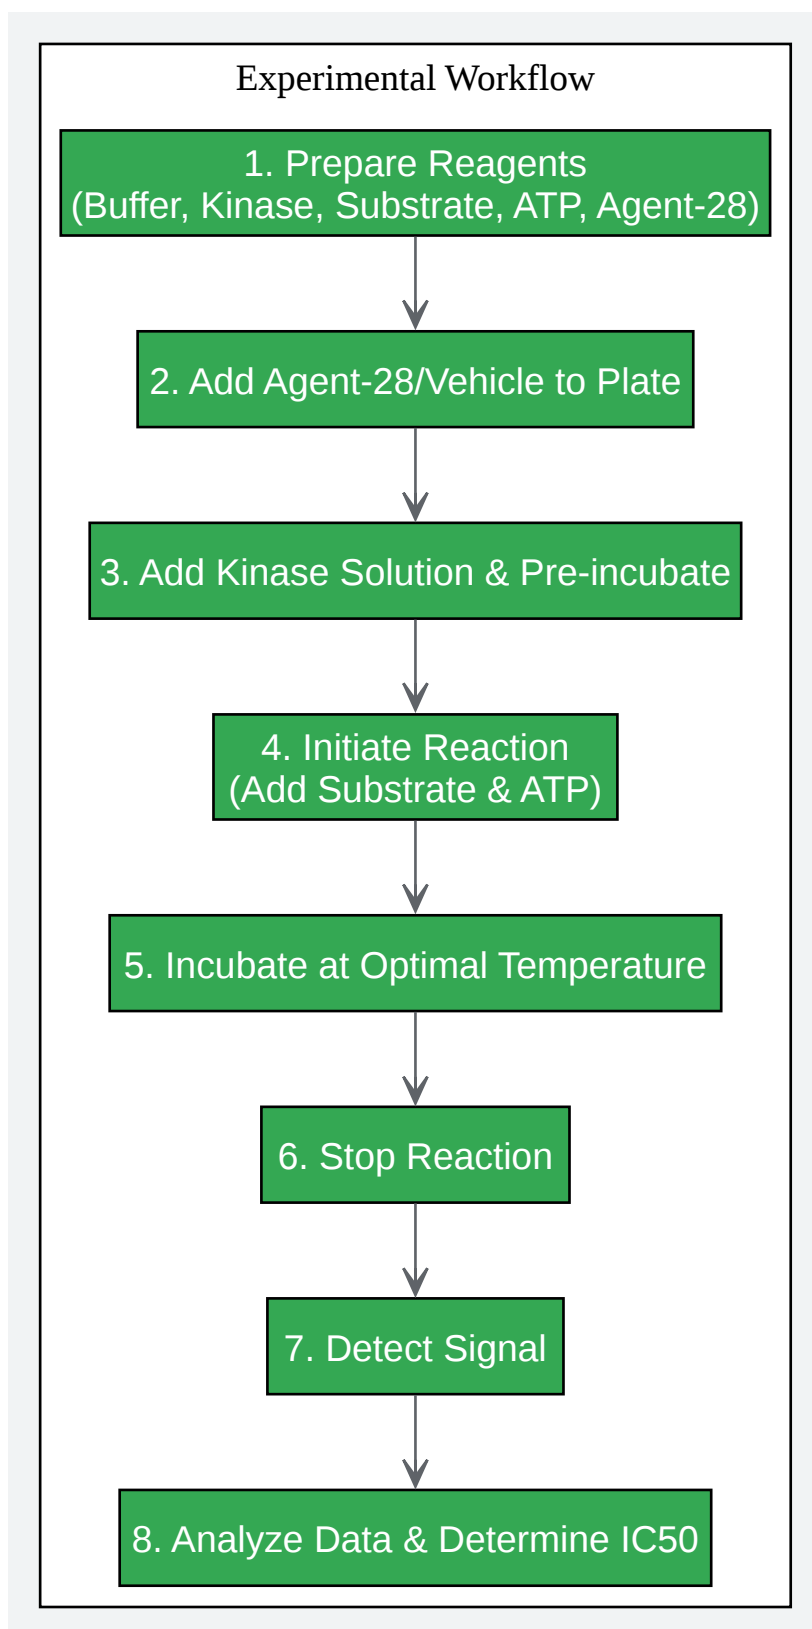 Experimental Workflow
1. Prepare Reagents
(Buffer, Kinase, Substrate, ATP, Agent-28)
2. Add Agent-28/Vehicle to Plate
3. Add Kinase Solution & Pre-incubate
4. Initiate Reaction
(Add Substrate & ATP)
5. Incubate at Optimal Temperature
6. Stop Reaction
7. Detect Signal
8. Analyze Data & Determine IC50